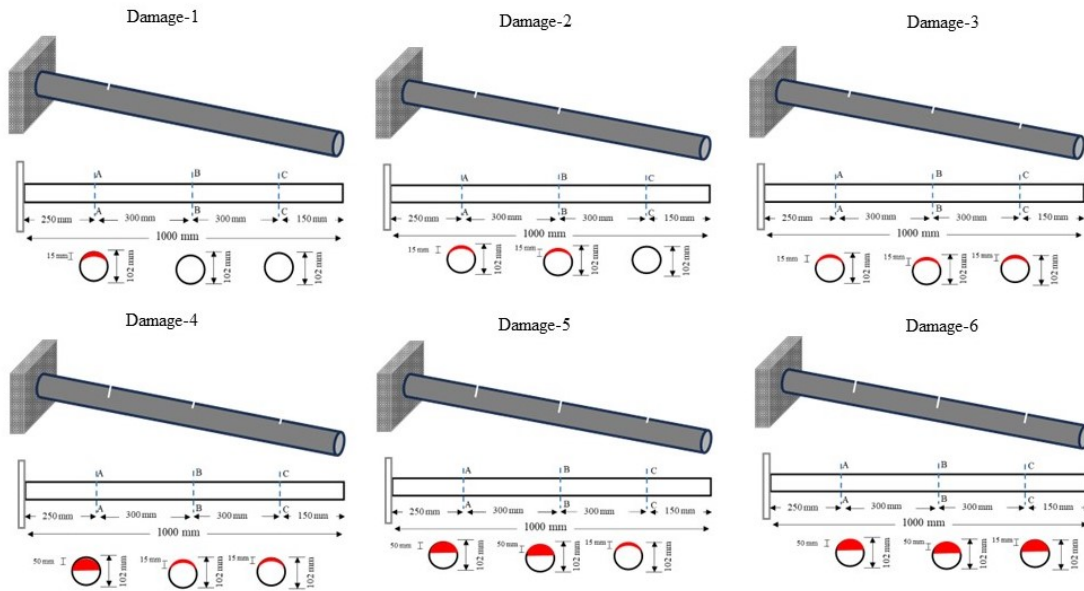 Damage-1
A B C
250 mm A 300 mm B 300 mm C 150 mm
1000 mm
15 mm 102 mm 102 mm 102 mm
Damage-2
A B C
250 mm A 300 mm B 300 mm C 150 mm
1000 mm
15 mm 102 mm 15 mm 102 mm 102 mm
Damage-3
A B C
250 mm A 300 mm B 300 mm C 150 mm
1000 mm
15 mm 102 mm 15 mm 102 mm 15 mm 102 mm
Damage-4
A B C
250 mm A 300 mm B 300 mm C 150 mm
1000 mm
50 mm 102 mm 15 mm 102 mm 15 mm 102 mm
Damage-5
A B C
250 mm A 300 mm B 300 mm C 150 mm
1000 mm
50 mm 102 mm 50 mm 102 mm 15 mm 102 mm
Damage-6
A B C
250 mm A 300 mm B 300 mm C 150 mm
1000 mm
50 mm 102 mm 50 mm 102 mm 15 mm 102 mm